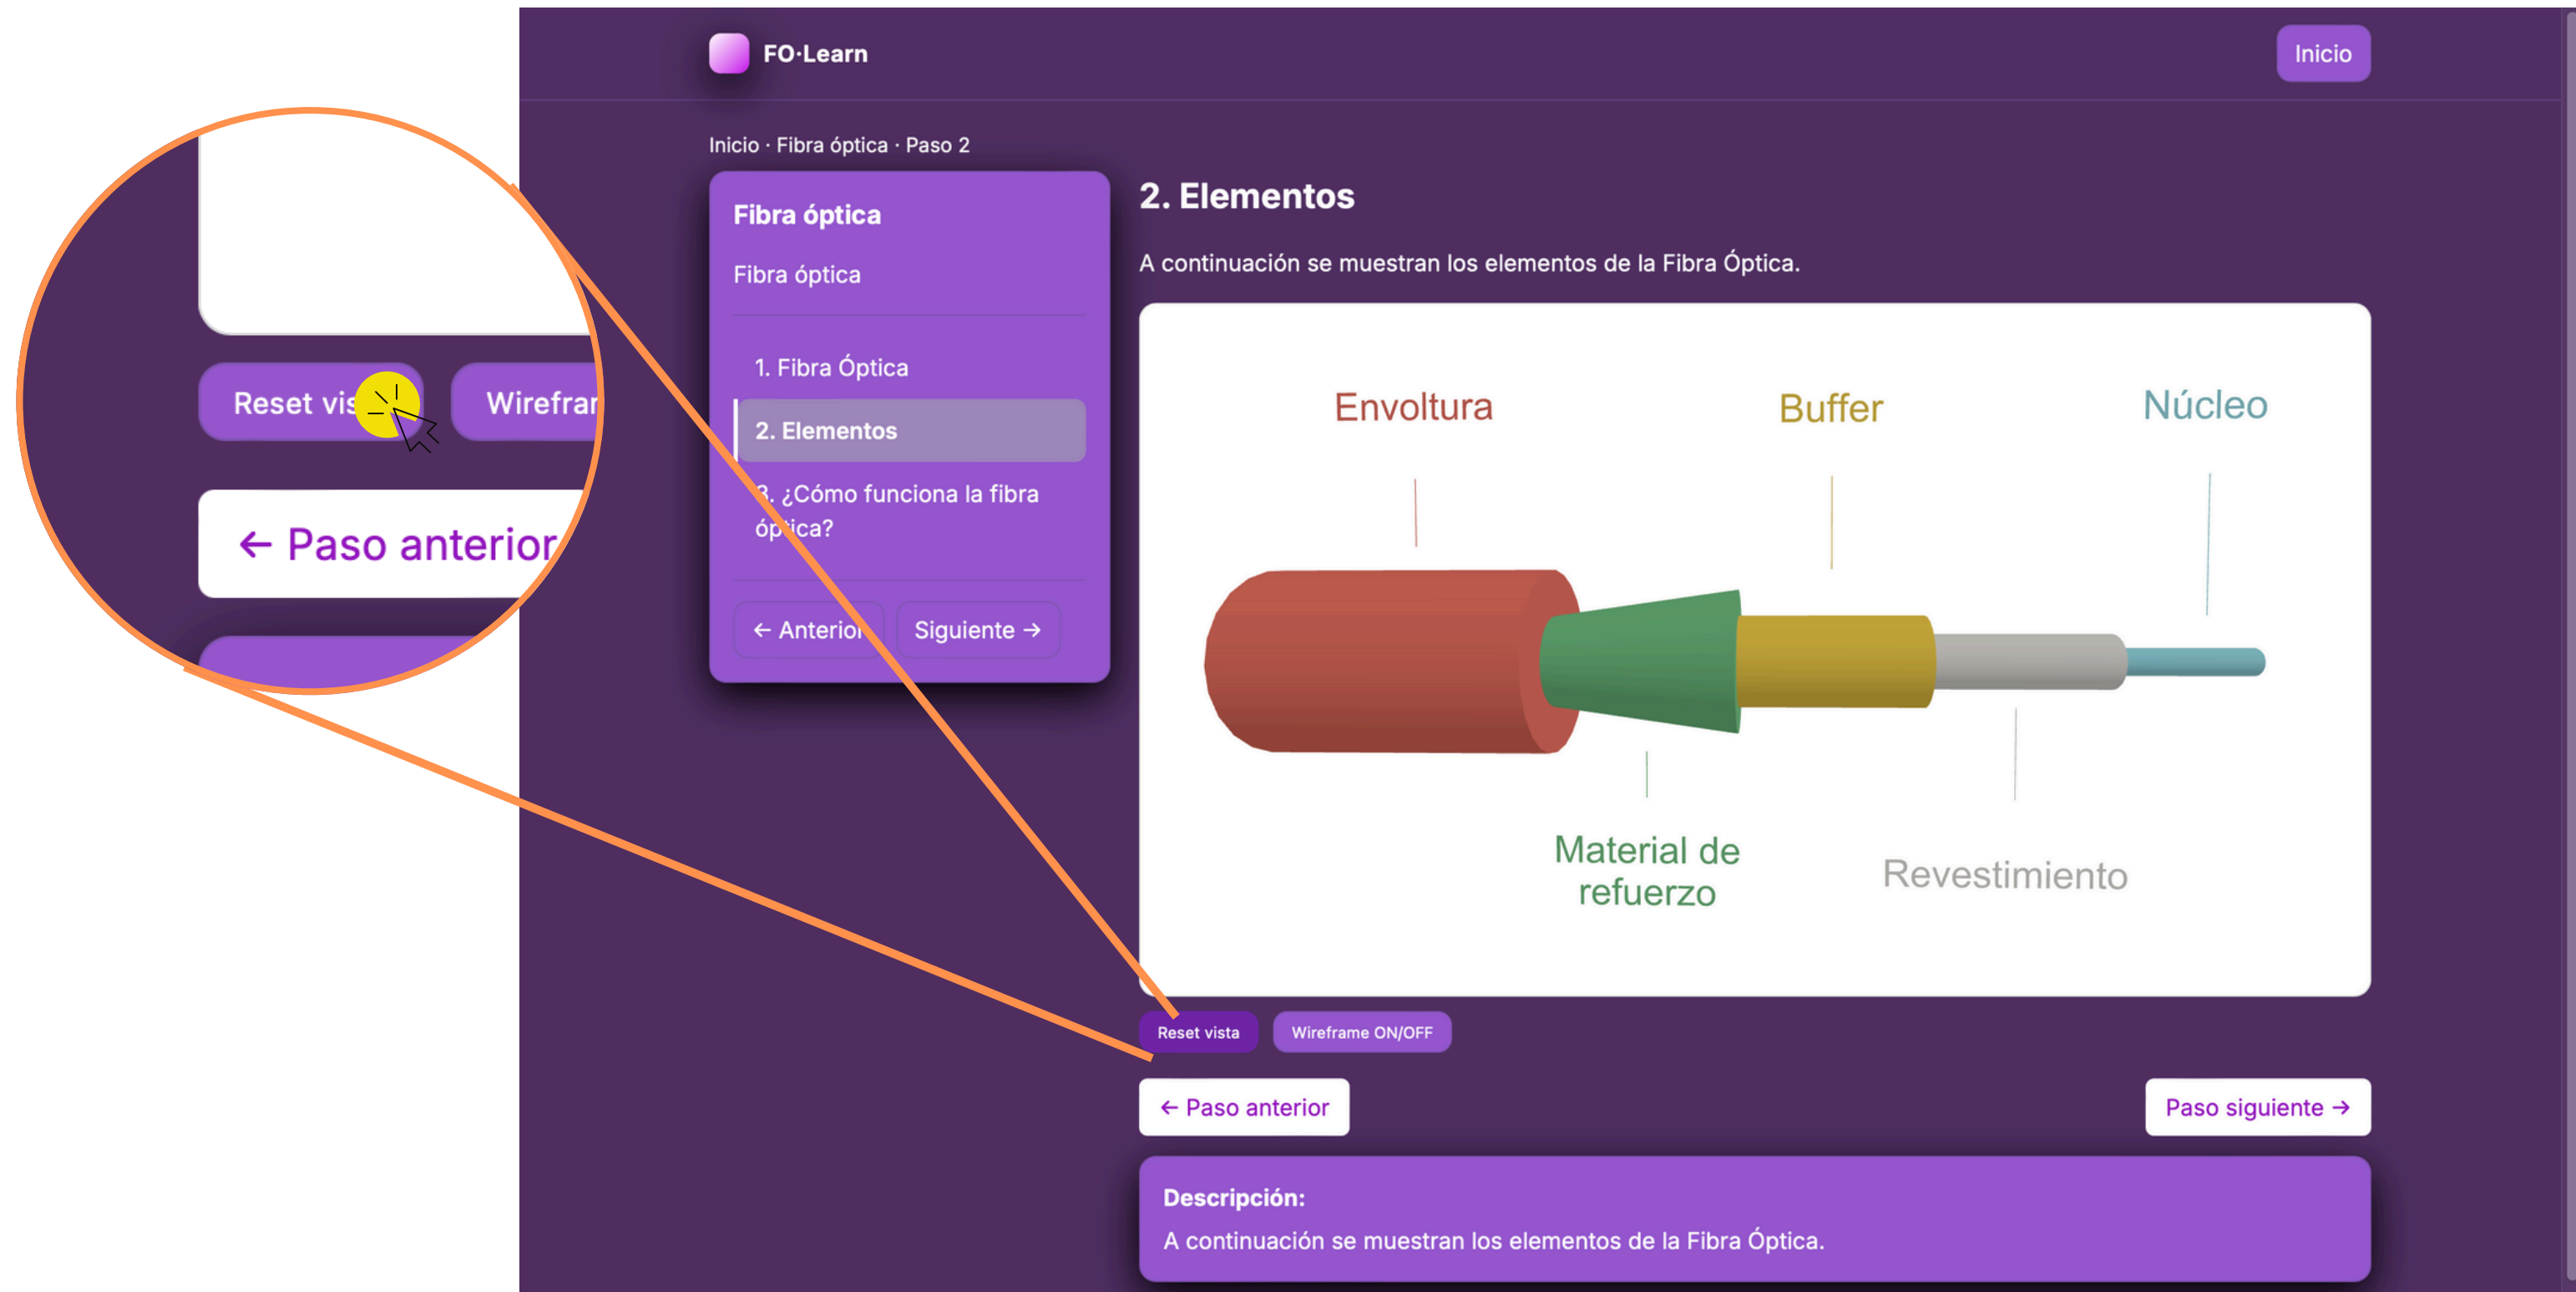 FO·Learn
Inicio
Inicio · Fibra óptica · Paso 2
Fibra óptica
Fibra óptica
1. Fibra Óptica
2. Elementos
3. ¿Cómo funciona la fibra
óptica?
← Anterior
Siguiente →
2. Elementos
A continuación se muestran los elementos de la Fibra Óptica.
Envoltura
Buffer
Núcleo
Material de
refuerzo
Revestimiento
Reset vista
Wireframe ON/OFF
← Paso anterior
Paso siguiente →
Descripción:
A continuación se muestran los elementos de la Fibra Óptica.
Reset vis
Wirefram
← Paso anterior